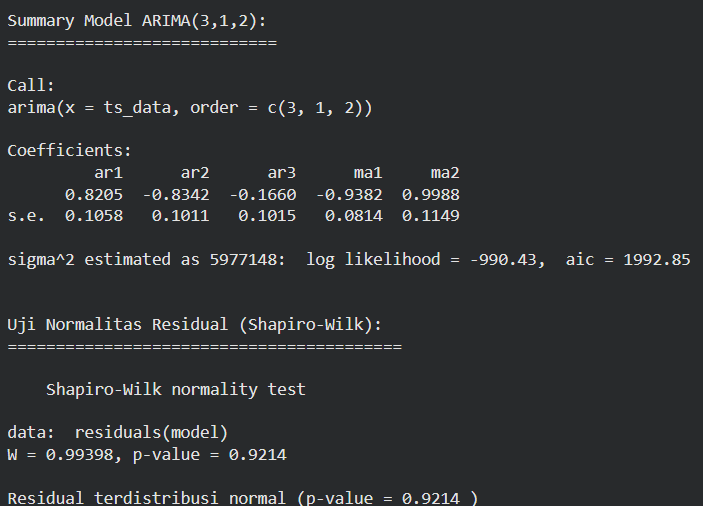 Summary Model ARIMA(3,1,2):
============================
Call:
arima(x = ts_data, order = c(3, 1, 2))
Coefficients:
         ar1      ar2      ar3      ma1     ma2
      0.8205  -0.8342  -0.1660  -0.9382  0.9988
s.e.  0.1058   0.1011   0.1015   0.0814  0.1149
sigma^2 estimated as 5977148:  log likelihood = -990.43,  aic = 1992.85
Uji Normalitas Residual (Shapiro-Wilk):
=========================================
    Shapiro-Wilk normality test
data:  residuals(model)
W = 0.99398, p-value = 0.9214
Residual terdistribusi normal (p-value = 0.9214 )